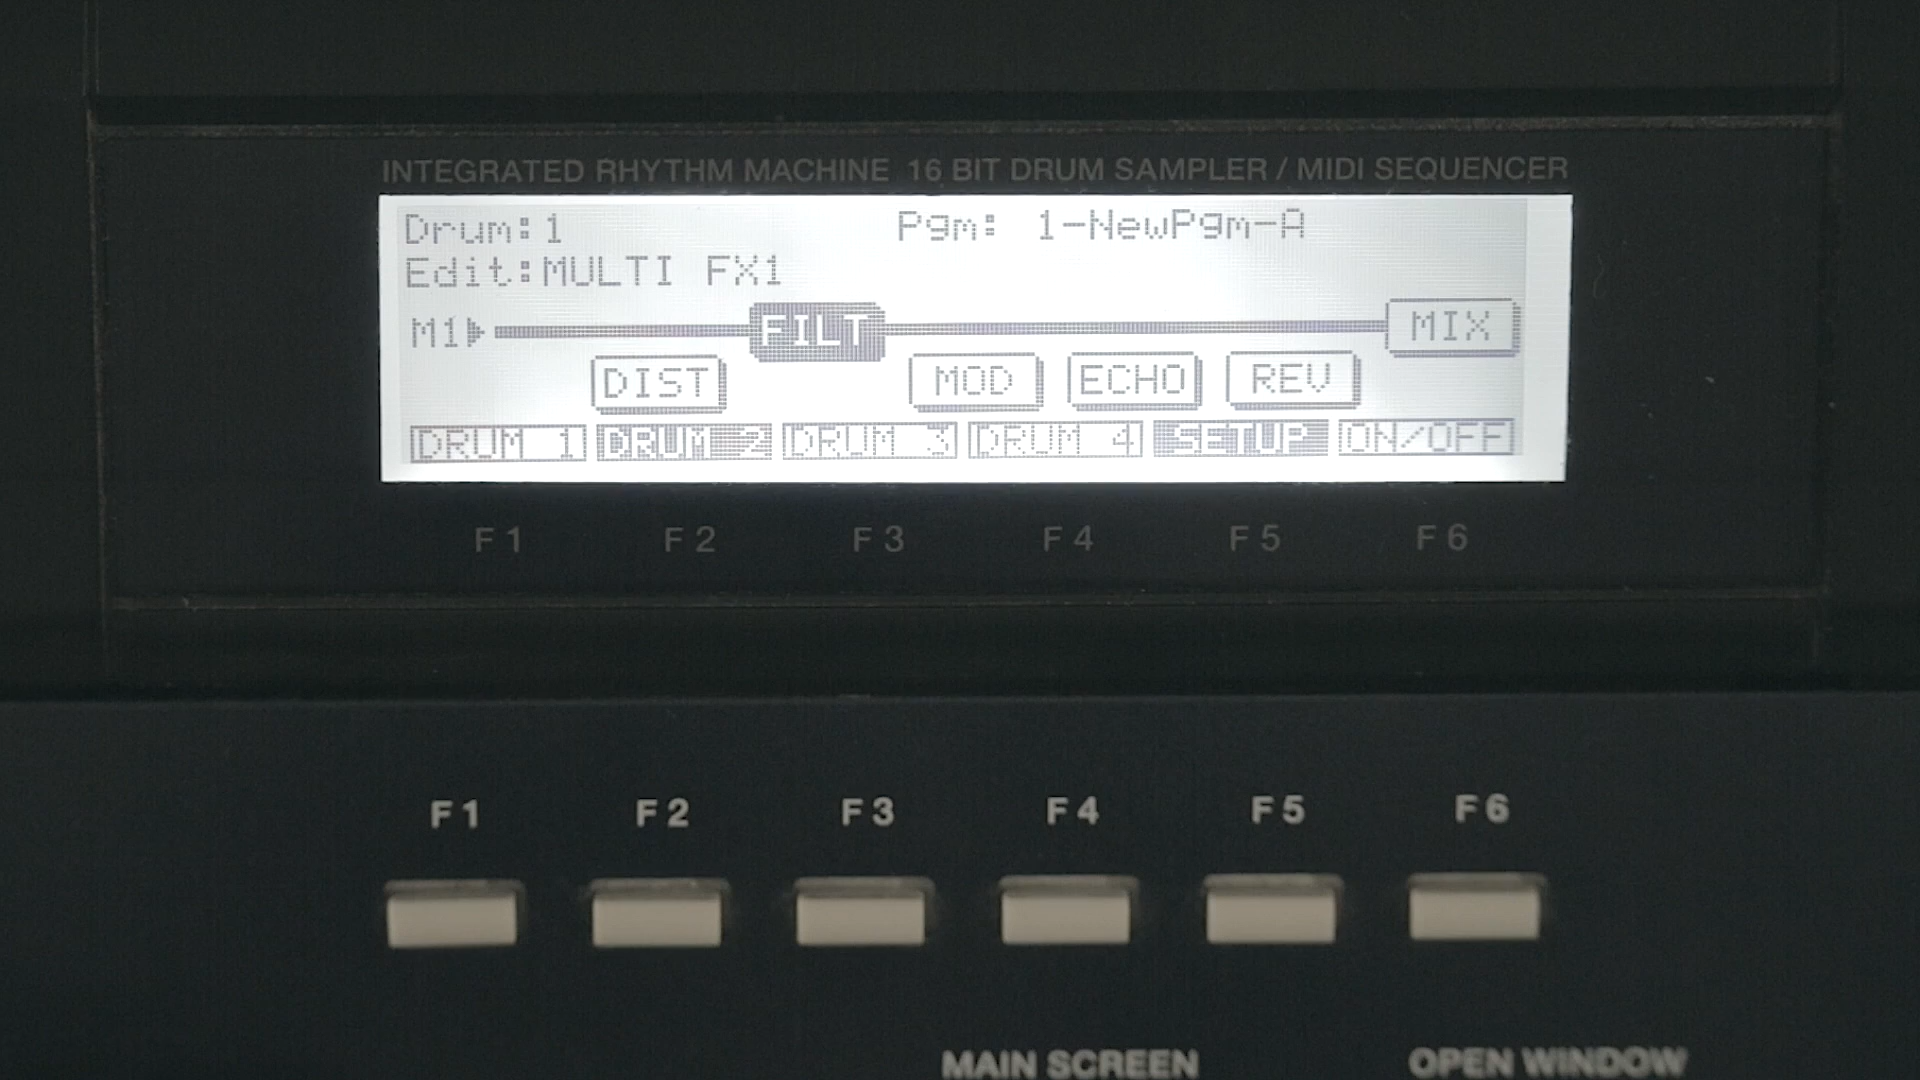 INTEGRATED RHYTHM MACHINE 16 BIT DRUM SAMPLER / MIDI SEQUENCER
Drum:1 Pgm: 1-NewPgm-A
Edit:MULTI FX1
M1 FILT MIX
DIST MOD ECHO REV
DRUM 1 DRUM 2 DRUM 3 DRUM 4 SETUP ON/OFF
F1 F2 F3 F4 F5 F6
F1 F2 F3 F4 F5 F6
MAIN SCREEN OPEN WINDOW